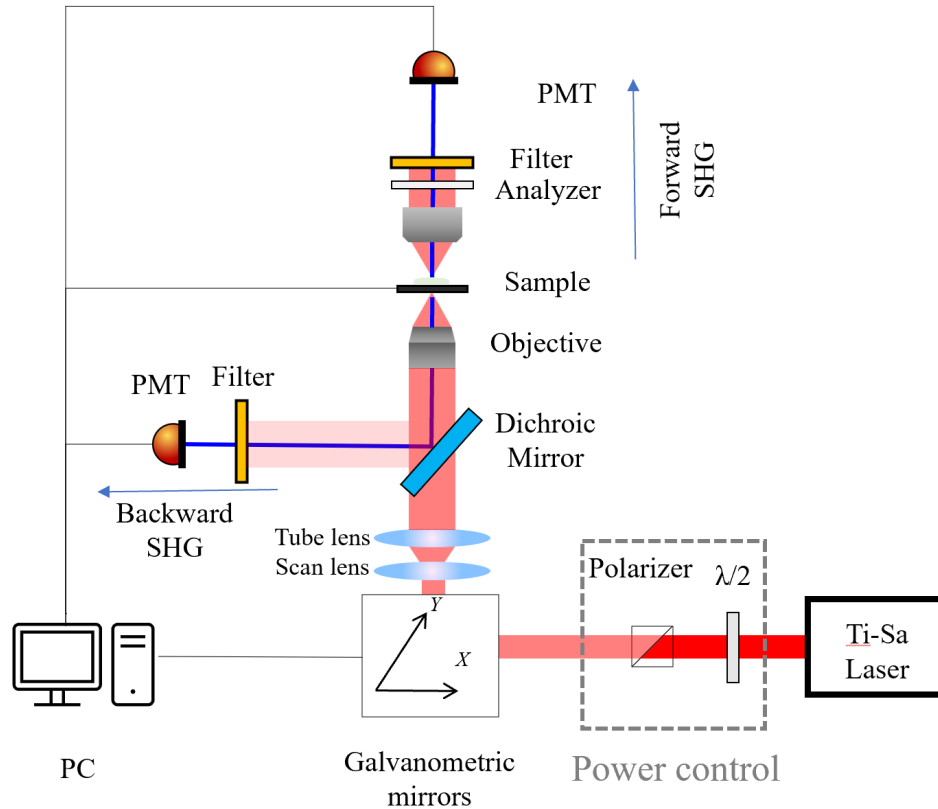 PMT
Forward
SHG
Filter
Analyzer
Sample
Objective
PMT
Filter
Dichroic
Mirror
Backward
SHG
Tube lens
Scan lens
Polarizer
λ/2
Y
X
Ti-Sa
Laser
PC
Galvanometric
mirrors
Power control